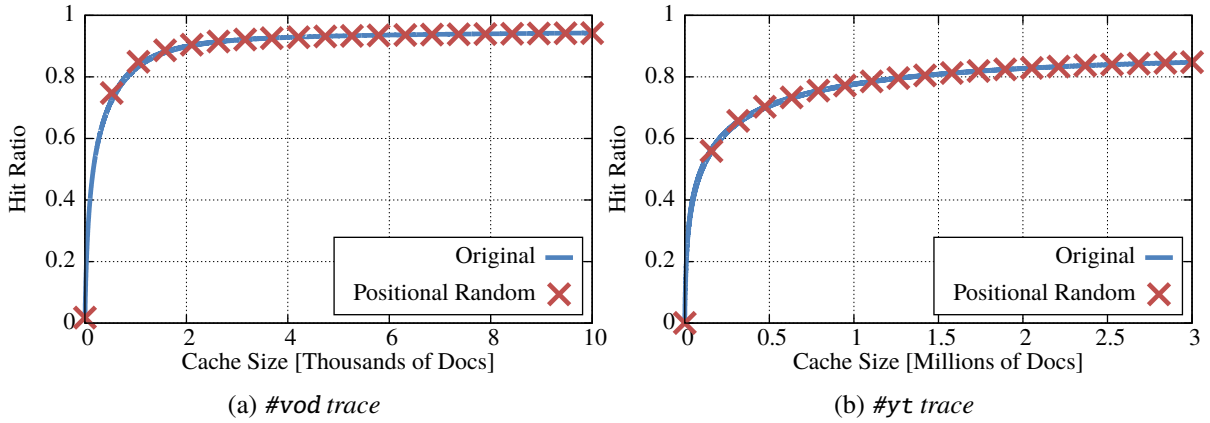 1
0.8
0.6
0.4
0.2
0
Hit Ratio
Original
Positional Random
0 2 4 6 8 10
Cache Size [Thousands of Docs]
(a) #vod trace
1
0.8
0.6
0.4
0.2
0
Hit Ratio
Original
Positional Random
0 0.5 1 1.5 2 2.5 3
Cache Size [Millions of Docs]
(b) #yt trace